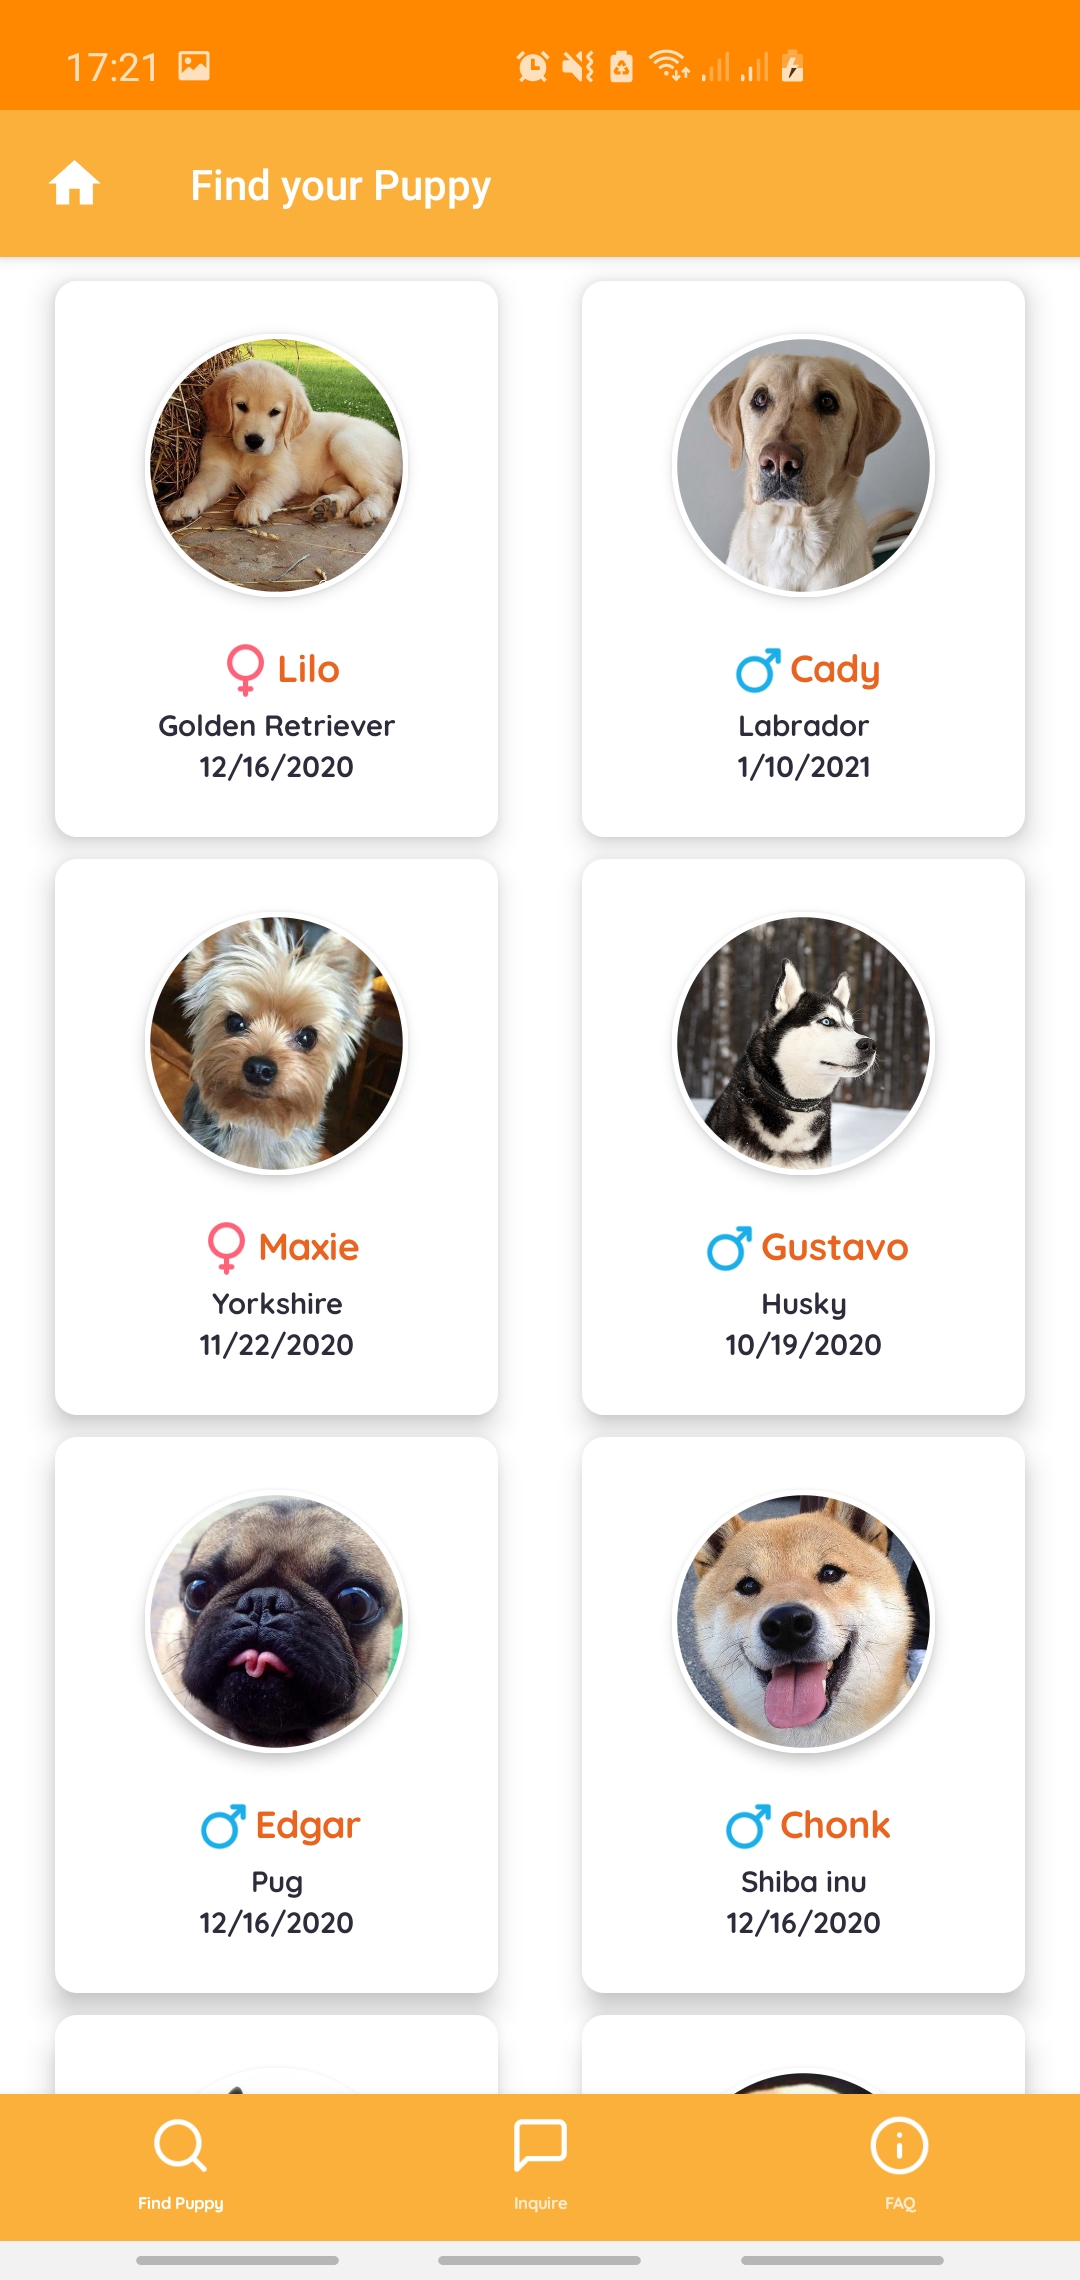 17:21
Find your Puppy
Lilo
Golden Retriever
12/16/2020
Cady
Labrador
1/10/2021
Maxie
Yorkshire
11/22/2020
Gustavo
Husky
10/19/2020
Edgar
Pug
12/16/2020
Chonk
Shiba inu
12/16/2020
Find Puppy
Inquire
FAQ